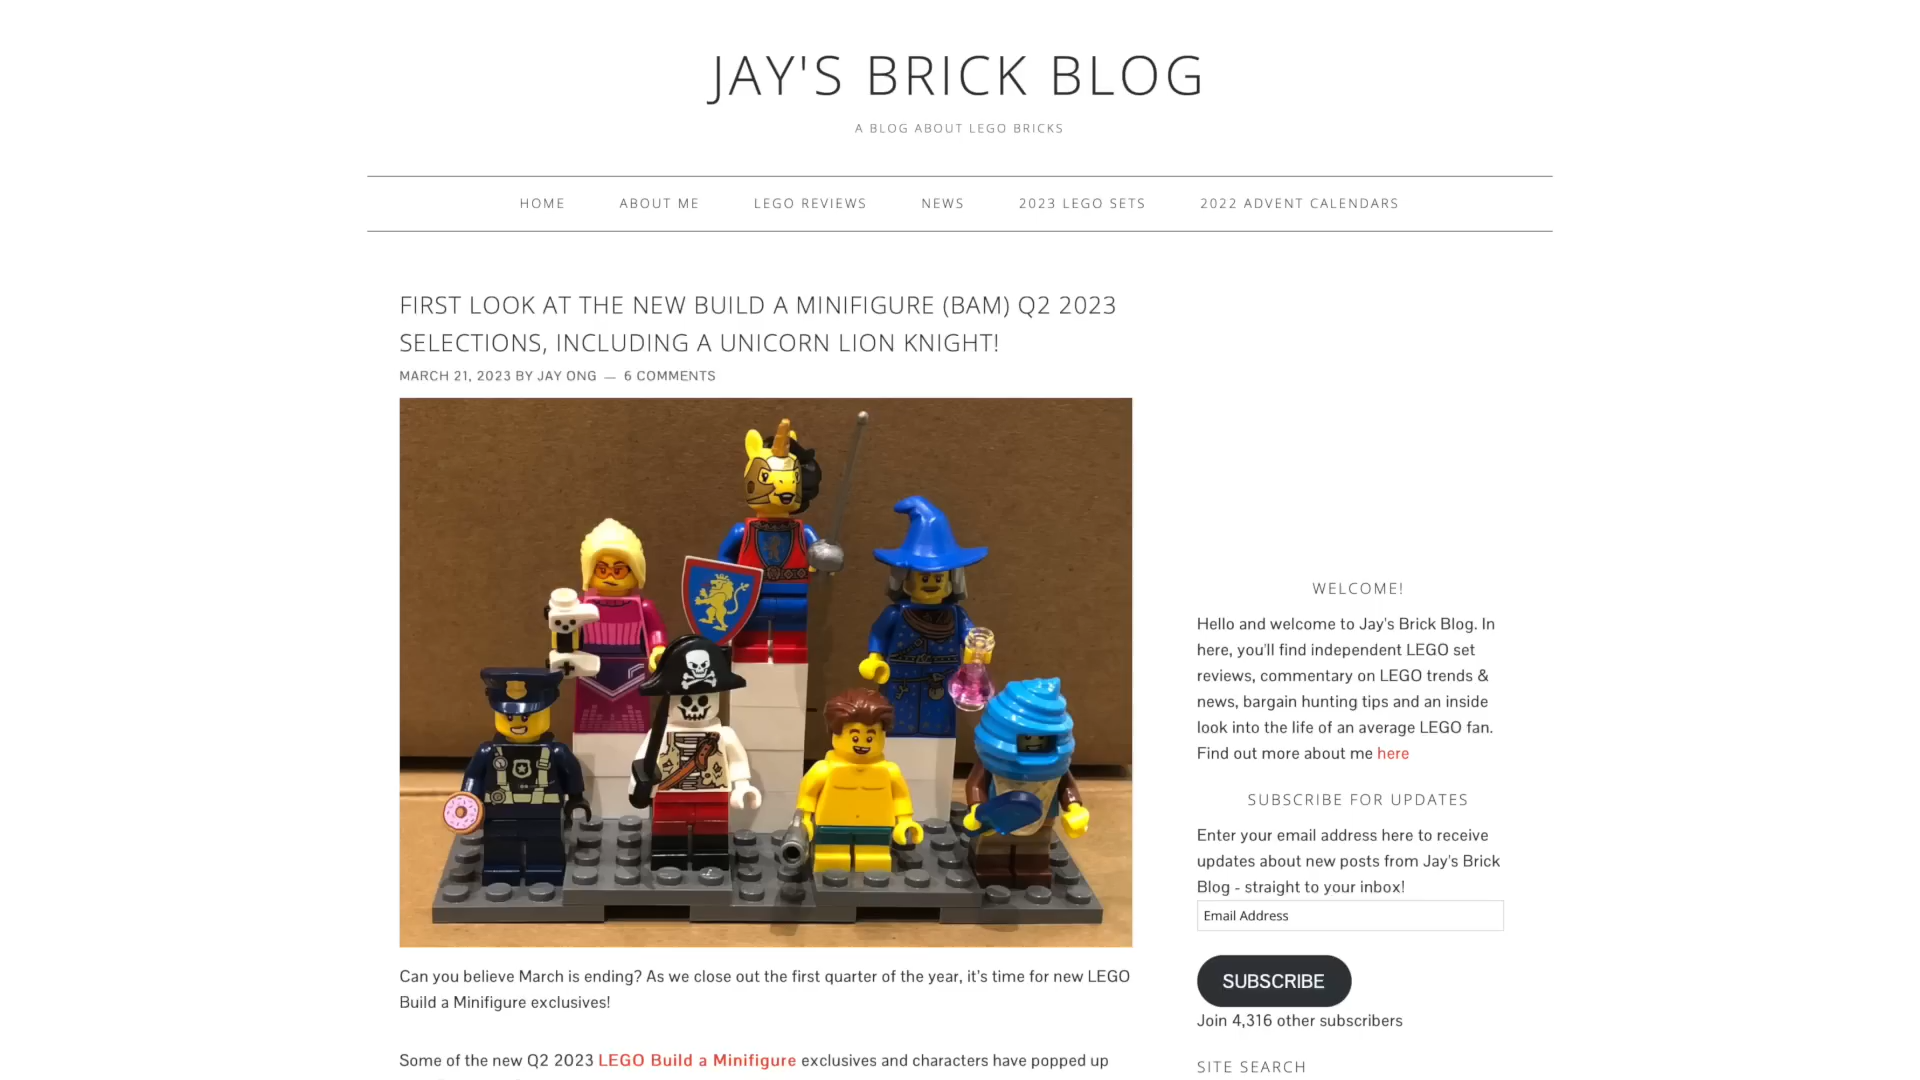 JAY'S BRICK BLOG
A BLOG ABOUT LEGO BRICKS
HOME ABOUT ME LEGO REVIEWS NEWS 2023 LEGO SETS 2022 ADVENT CALENDARS
FIRST LOOK AT THE NEW BUILD A MINIFIGURE (BAM) Q2 2023
SELECTIONS, INCLUDING A UNICORN LION KNIGHT!
MARCH 21, 2023 BY JAY ONG — 6 COMMENTS
Can you believe March is ending? As we close out the first quarter of the year, it's time for new LEGO
Build a Minifigure exclusives!
Some of the new Q2 2023 LEGO Build a Minifigure exclusives and characters have popped up
WELCOME!
Hello and welcome to Jay's Brick Blog. In
here, you'll find independent LEGO set
reviews, commentary on LEGO trends &
news, bargain hunting tips and an inside
look into the life of an average LEGO fan.
Find out more about me here
SUBSCRIBE FOR UPDATES
Enter your email address here to receive
updates about new posts from Jay's Brick
Blog - straight to your inbox!
Email Address
SUBSCRIBE
Join 4,316 other subscribers
SITE SEARCH